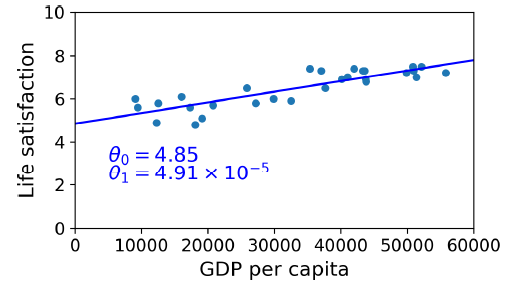 10
8
6
4
2
0
Life satisfaction
θ₀ = 4.85
θ₁ = 4.91 × 10⁻⁵
0 10000 20000 30000 40000 50000 60000
GDP per capita